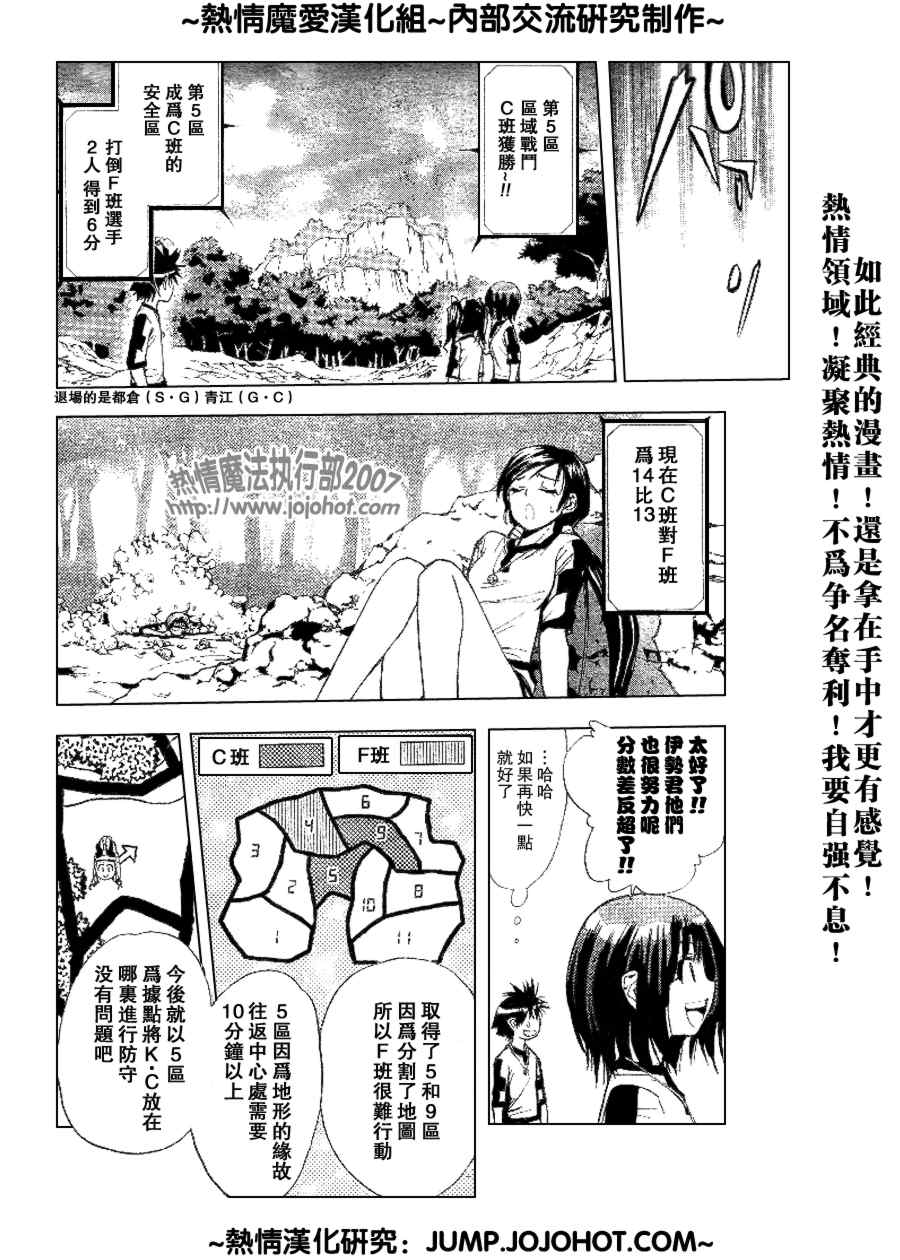 ~熱情魔愛漢化組~內部交流研究制作~
第5區
區域戰鬥
C班獲勝~!!
第5區
成爲C班的
安全區
打倒F班選手
2人得到6分
退場的是都倉(S・G)青江(G・C)
現在C班對F班
爲14比13
熱情魔法执行部2007
http://www.jojohot.com
太好了!!
伊勢君他們
也很努力呢
分數差反超了!!
…哈哈
如果再快一點
就好了
C班
F班
6
4
9
7
3
2
5
8
10
1
11
取得了5和9區
因爲分割了地圖
所以F班很難行動
5區因爲地形的緣故
往返中心處需要
10分鐘以上
今後就以5區
爲據點將K・C放在
哪裏進行防守
没有問題吧
如此經典的漫畫！還是拿在手中才更有感覺！
熱情領域！凝聚熱情！不爲争名奪利！我要自强不息！
~熱情漢化研究：JUMP.JOJOHOT.COM~